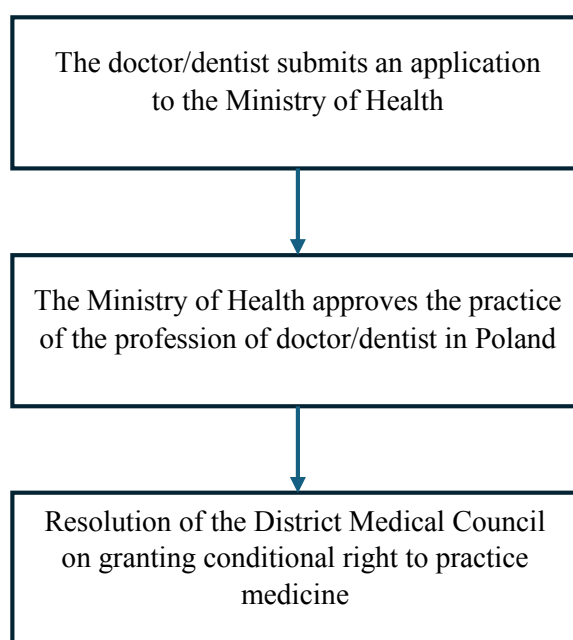 The doctor/dentist submits an application
to the Ministry of Health
The Ministry of Health approves the practice
of the profession of doctor/dentist in Poland
Resolution of the District Medical Council
on granting conditional right to practice
medicine